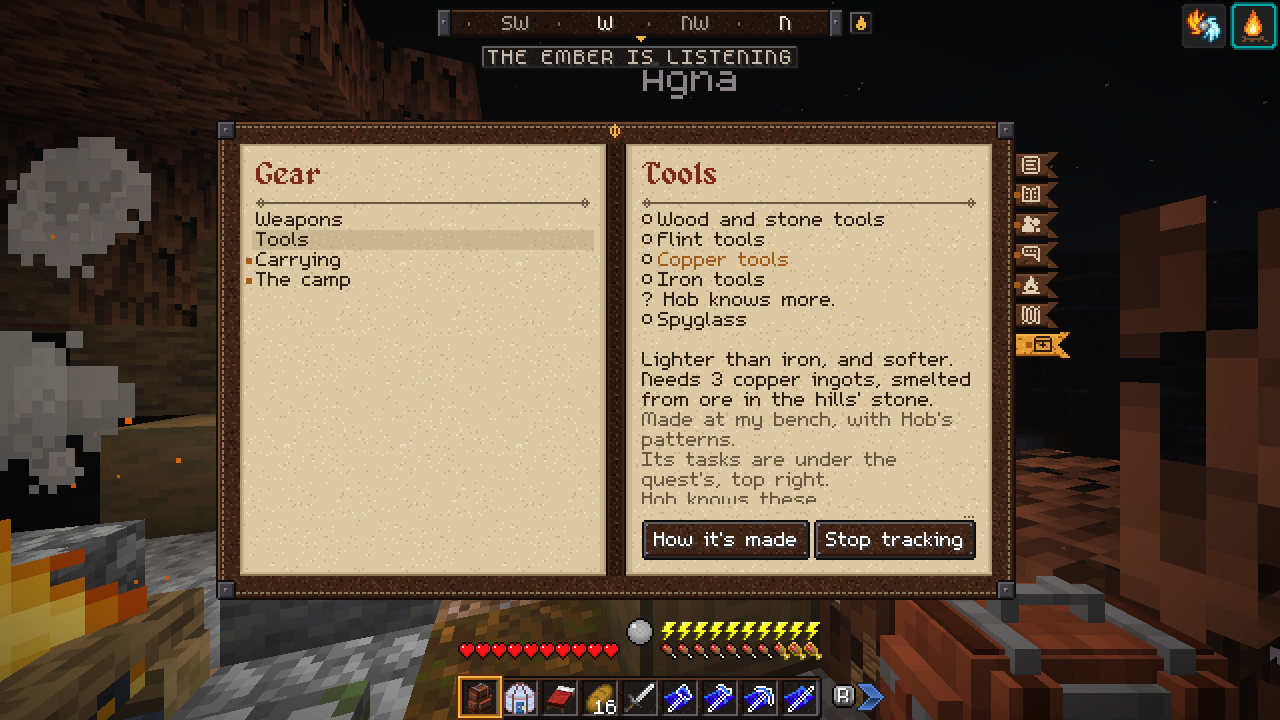 SW W NW N
THE EMBER IS LISTENING
Hgna
Gear
Weapons
Tools
Carrying
The camp
Tools
Wood and stone tools
Flint tools
Copper tools
Iron tools
? Hob knows more.
Spyglass
Lighter than iron, and softer.
Needs 3 copper ingots, smelted
from ore in the hills' stone.
Made at my bench, with Hob's
patterns.
Its tasks are under the
quest's, top right.
Hob knows these
...
How it's made
Stop tracking
16
R